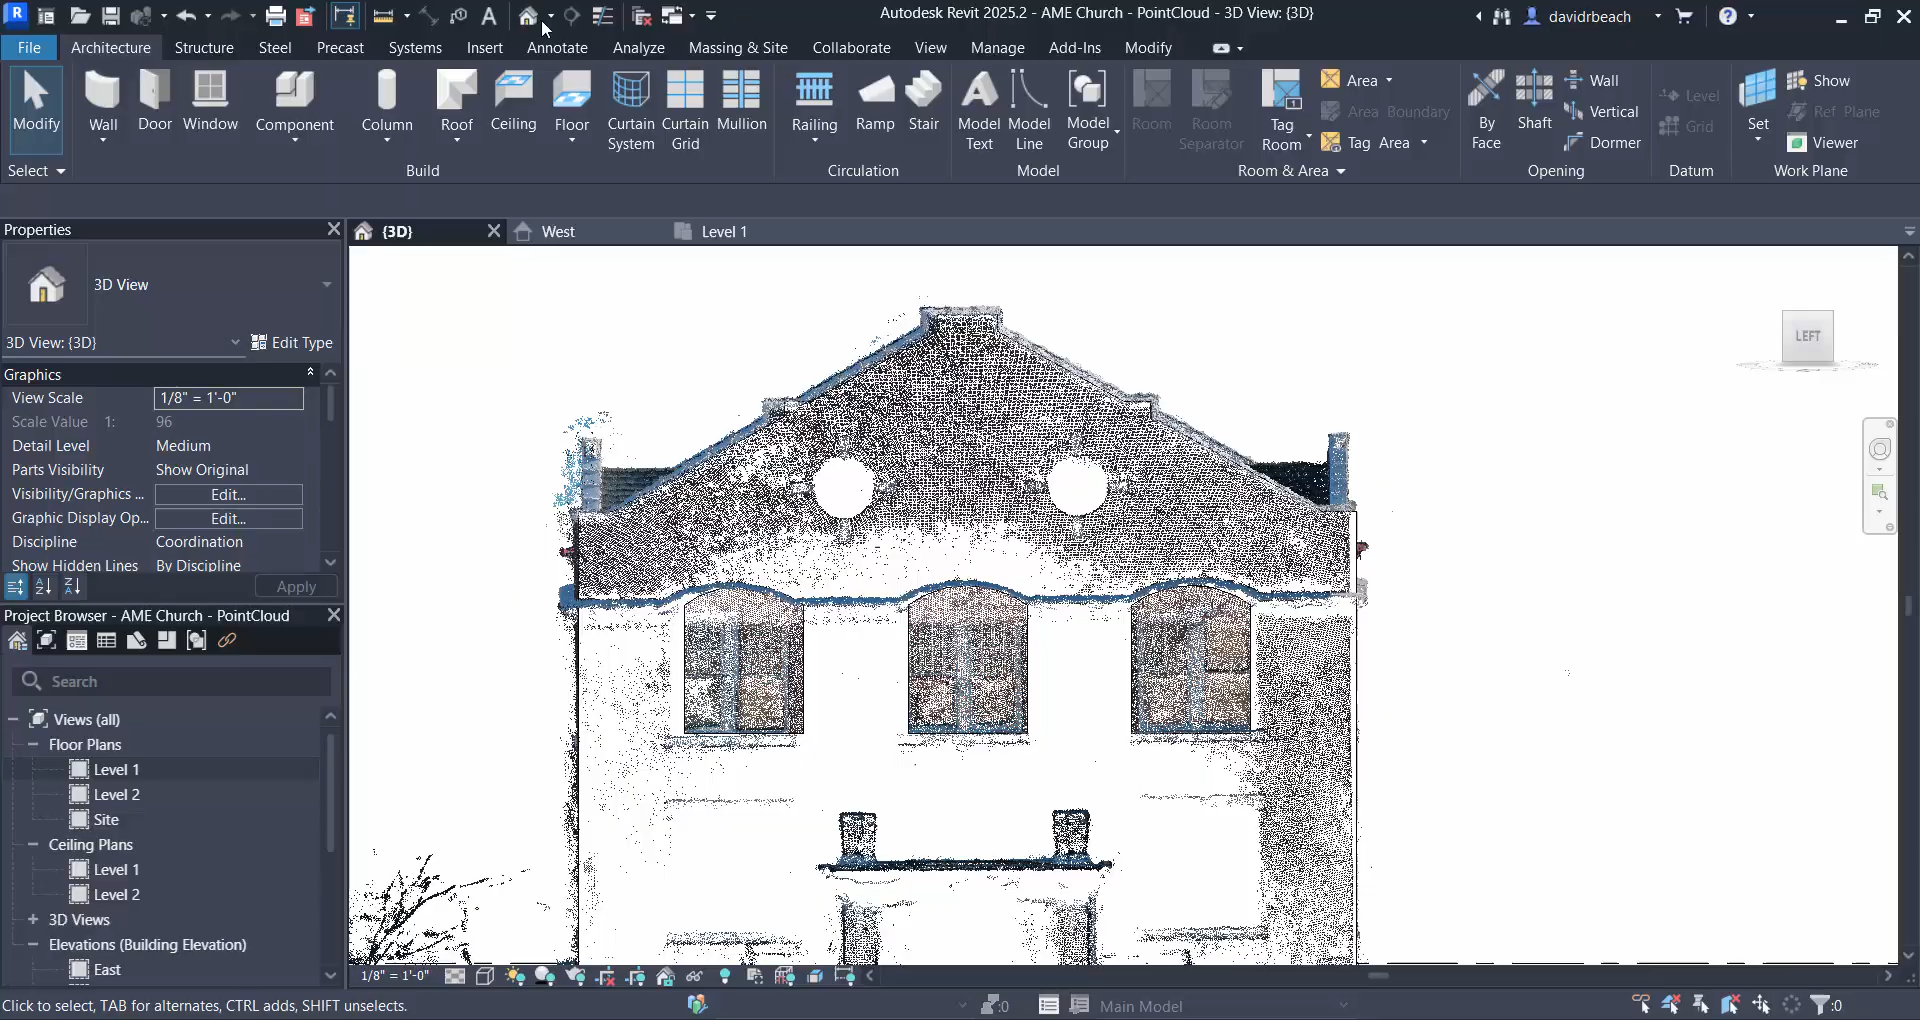 Autodesk Revit 2025.2 - AME Church - PointCloud - 3D View: {3D}
davidrbeach
File Architecture Structure Steel Precast Systems Insert Annotate Analyze Massing & Site Collaborate View Manage Add-Ins Modify
Modify
Wall
Door
Window
Component
Column
Roof
Ceiling
Floor
Curtain System
Curtain Grid
Mullion
Railing
Ramp
Stair
Model Text
Model Line
Model Group
Room
Room Separator
Tag Room
Area
Area Boundary
Tag Area
By Face
Shaft
Wall
Vertical
Dormer
Level
Grid
Set
Show
Ref Plane
Viewer
Select
Build
Circulation
Model
Room & Area
Opening
Datum
Work Plane
Properties
{3D}
West
Level 1
3D View
3D View: {3D}
Edit Type
Graphics
View Scale 1/8" = 1'-0"
Scale Value 1: 96
Detail Level Medium
Parts Visibility Show Original
Visibility/Graphics ... Edit...
Graphic Display Op... Edit...
Discipline Coordination
Show Hidden Lines By Discipline
Apply
LEFT
Project Browser - AME Church - PointCloud
Search
Views (all)
Floor Plans
Level 1
Level 2
Site
Ceiling Plans
Level 1
Level 2
3D Views
Elevations (Building Elevation)
East
1/8" = 1'-0"
Click to select, TAB for alternates, CTRL adds, SHIFT unselects.
:0
Main Model
:0